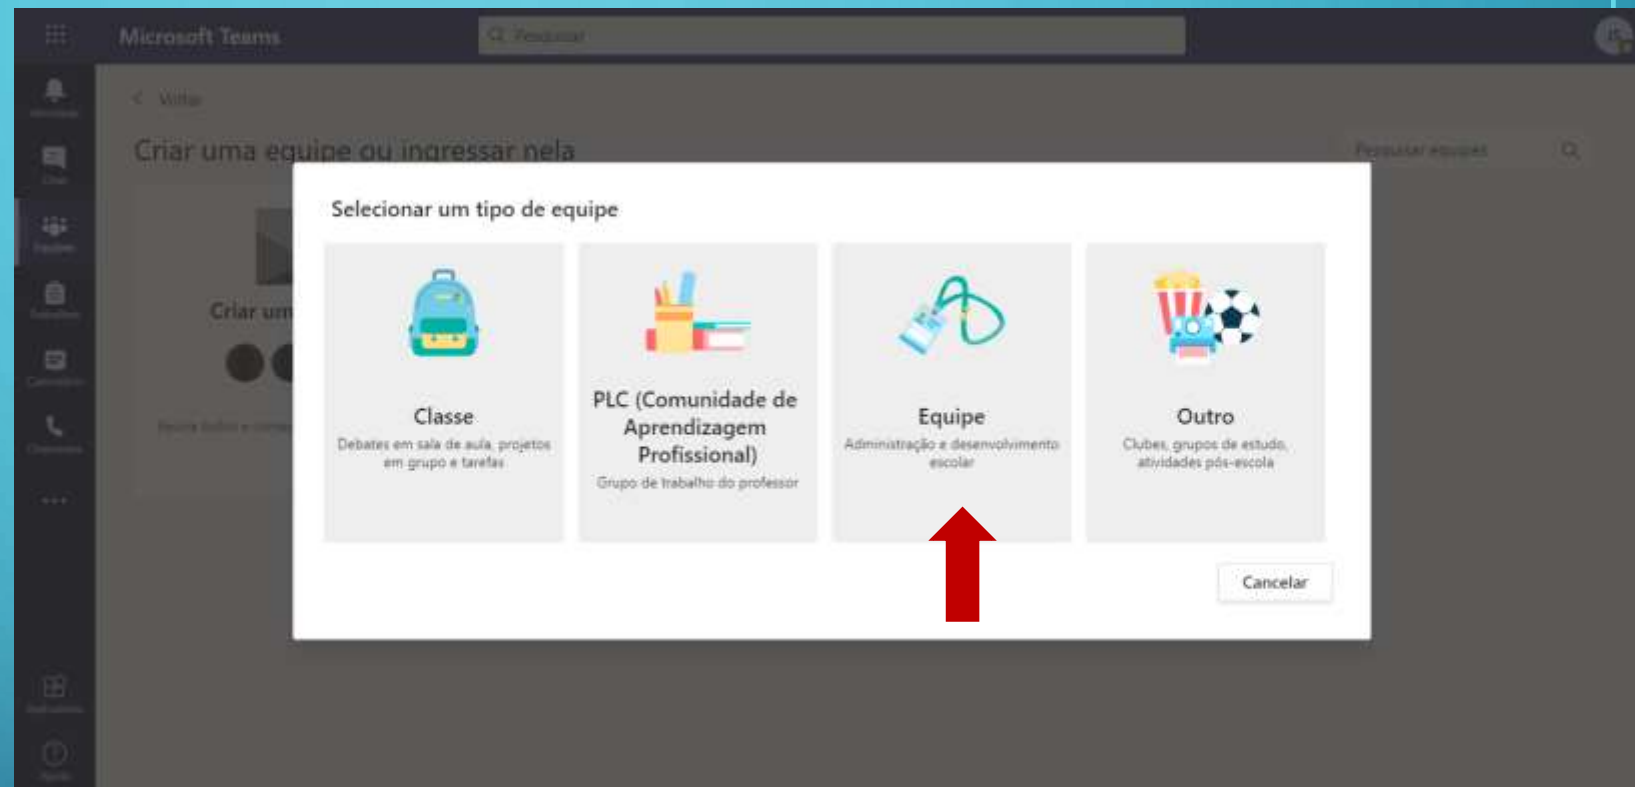 Microsoft Teams
Pesquisar
Voltar
Criar uma equipe ou ingressar nela
Pesquisar equipes
Criar um
Selecionar um tipo de equipe
Classe
Debates em sala de aula, projetos
em grupo e tarefas
PLC (Comunidade de
Aprendizagem
Profissional)
Grupo de trabalho do professor
Equipe
Administração e desenvolvimento
escolar
Outro
Clubes, grupos de estudo,
atividades pós-escola
Cancelar